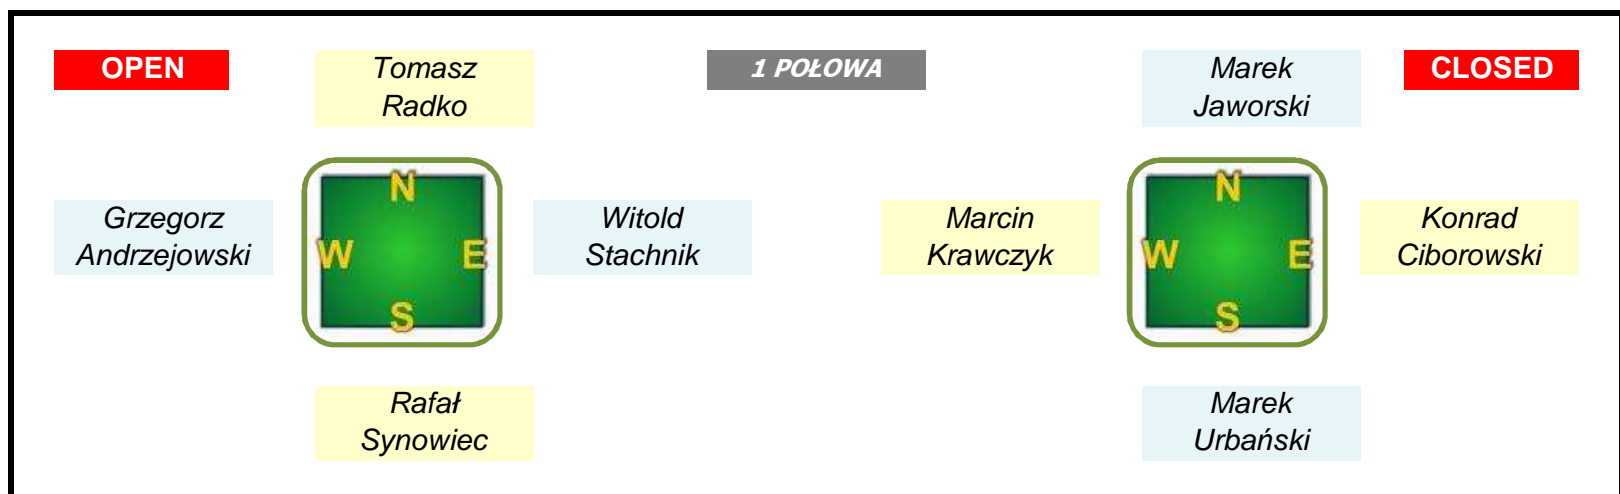 OPEN
Tomasz
Radko
1 POŁOWA
Marek
Jaworski
CLOSED
N
N
Grzegorz
Andrzejowski
W
E
Witold
Stachnik
Marcin
Krawczyk
W
E
Konrad
Ciborowski
S
S
Rafał
Synowiec
Marek
Urbański